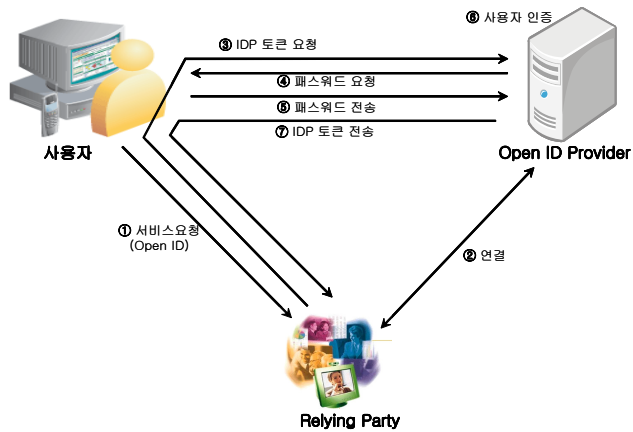 ⑥ 사용자 인증
③ IDP 토큰 요청
④ 패스워드 요청
⑤ 패스워드 전송
⑦ IDP 토큰 전송
사용자
Open ID Provider
① 서비스요청
(Open ID)
② 연결
Relying Party